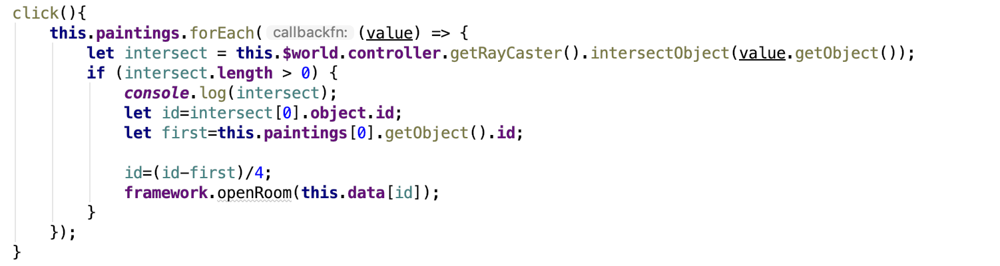 click(){
    this.paintings.forEach( callbackfn: (value) => {
        let intersect = this.$world.controller.getRayCaster().intersectObject(value.getObject());
        if (intersect.length > 0) {
            console.log(intersect);
            let id=intersect[0].object.id;
            let first=this.paintings[0].getObject().id;

            id=(id-first)/4;
            framework.openRoom(this.data[id]);
        }
    });
}